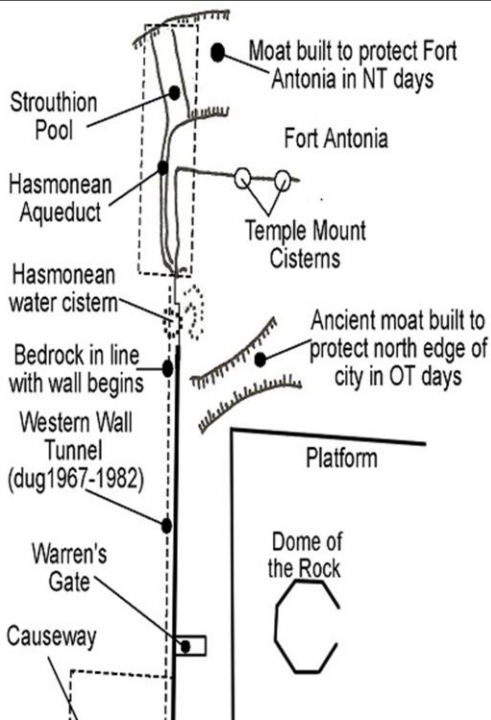 Moat built to protect Fort
Antonia in NT days
Strouthion
Pool
Fort Antonia
Hasmonean
Aqueduct
Temple Mount
Cisterns
Hasmonean
water cistern
Ancient moat built to
protect north edge of
city in OT days
Bedrock in line
with wall begins
Western Wall
Tunnel
(dug1967-1982)
Platform
Dome of
the Rock
Warren's
Gate
Causeway